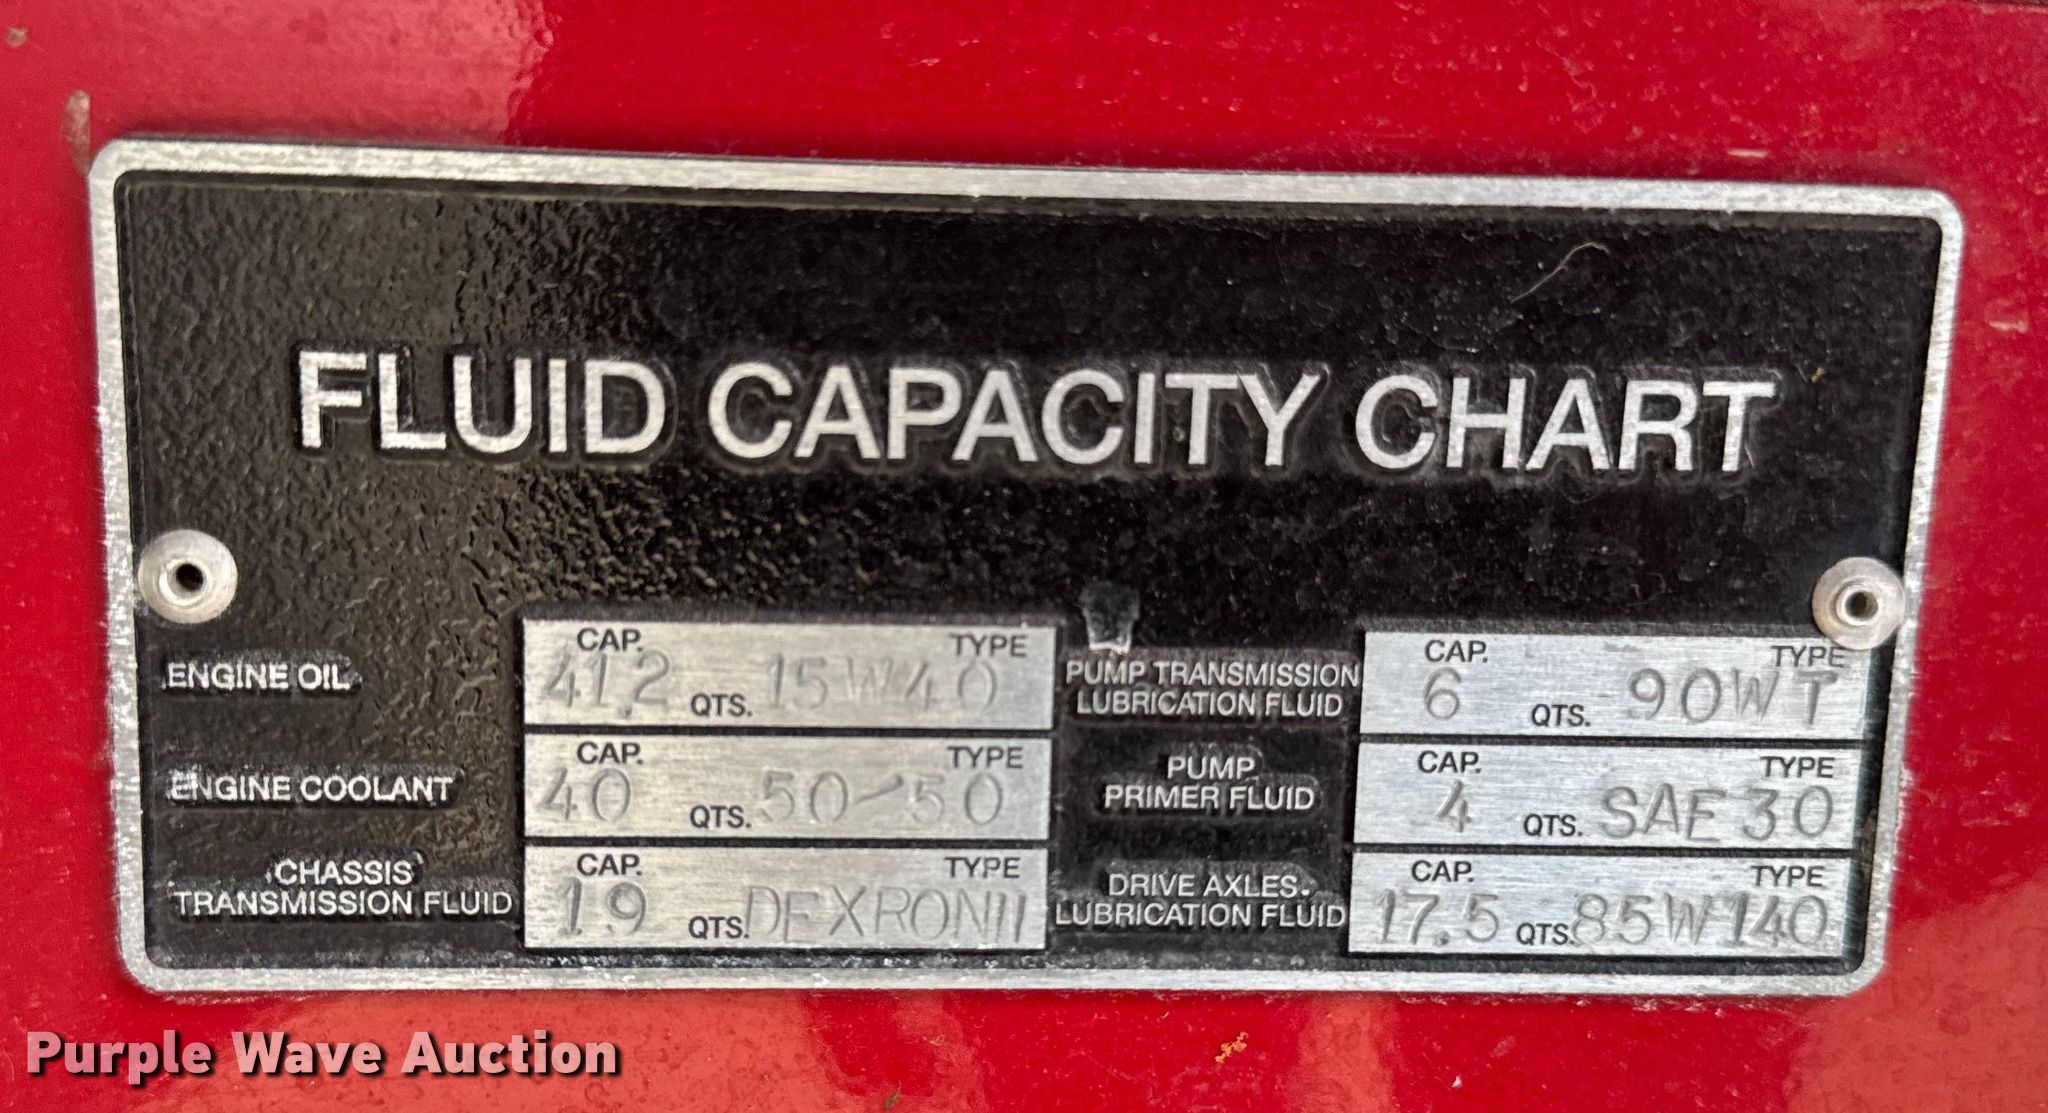 FLUID CAPACITY CHART
ENGINE OIL CAP. 41.2 QTS. TYPE 15W40
ENGINE COOLANT CAP. 40 QTS. TYPE 50/50
CHASSIS
TRANSMISSION FLUID CAP. 19 QTS. TYPE DEXRONII
PUMP TRANSMISSION
LUBRICATION FLUID CAP. 6 QTS. TYPE 90WT
PUMP
PRIMER FLUID CAP. 4 QTS. TYPE SAE 30
DRIVE AXLES
LUBRICATION FLUID CAP. 17.5 QTS. TYPE 85W140
Purple Wave Auction